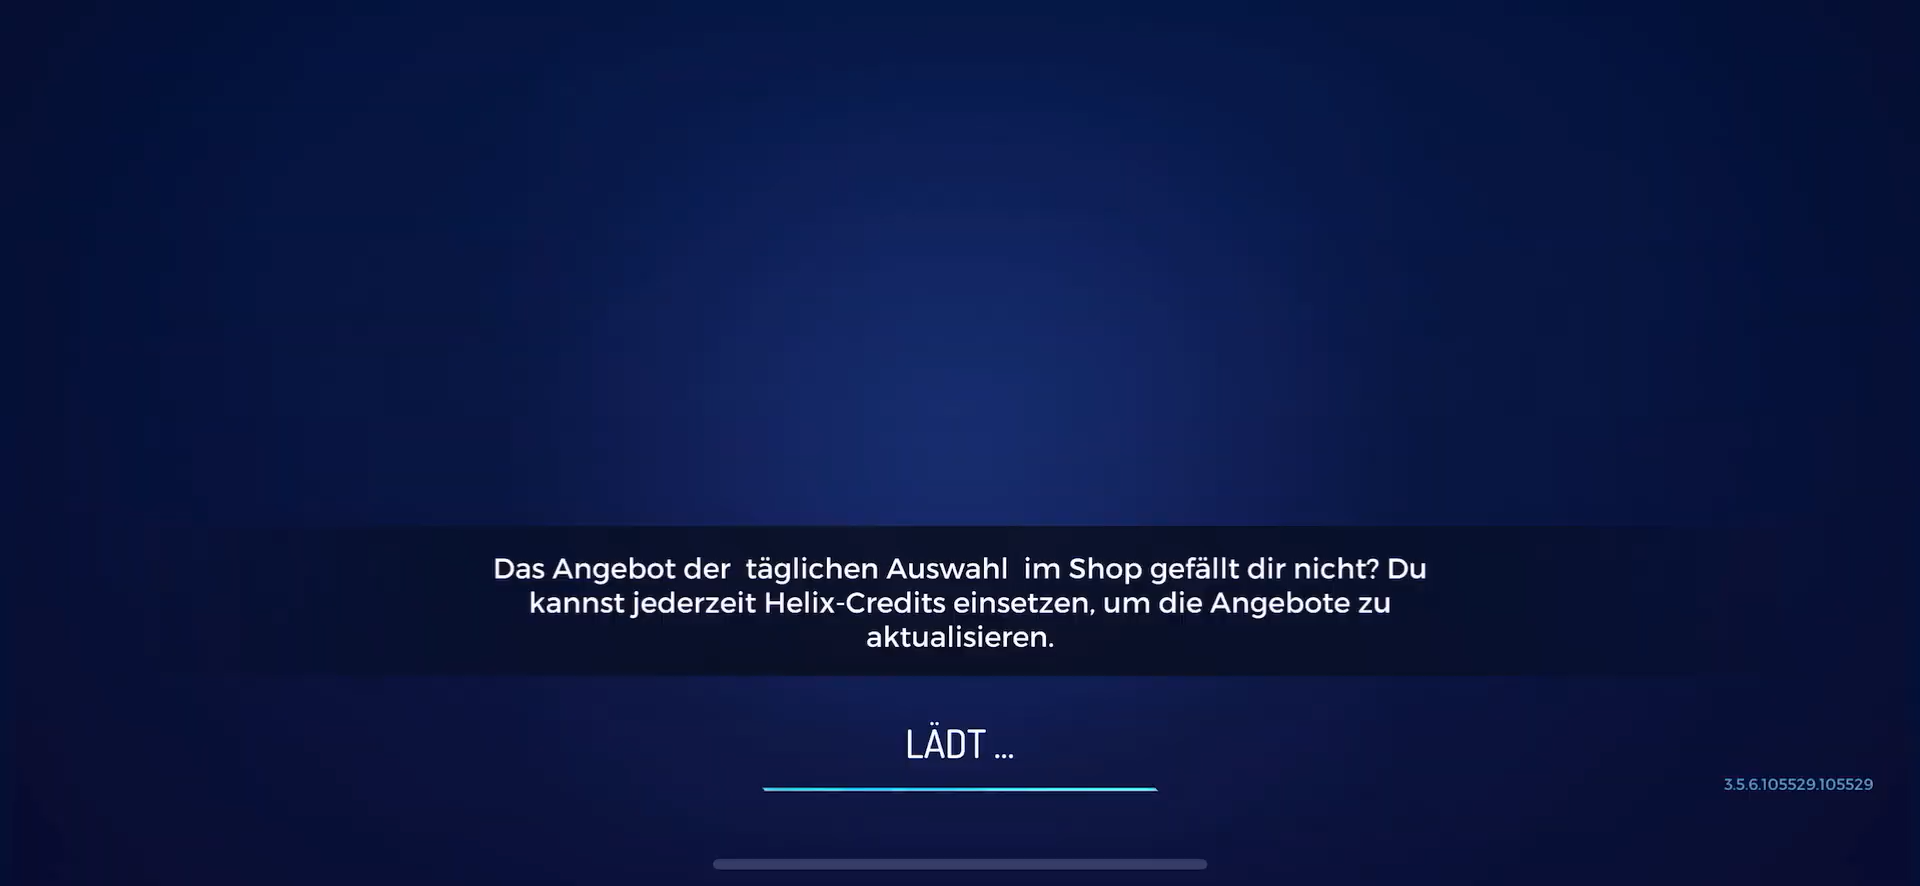 Das Angebot der  täglichen Auswahl  im Shop gefällt dir nicht? Du
kannst jederzeit Helix-Credits einsetzen, um die Angebote zu
aktualisieren.
LÄDT ...
3.5.6.105529.105529